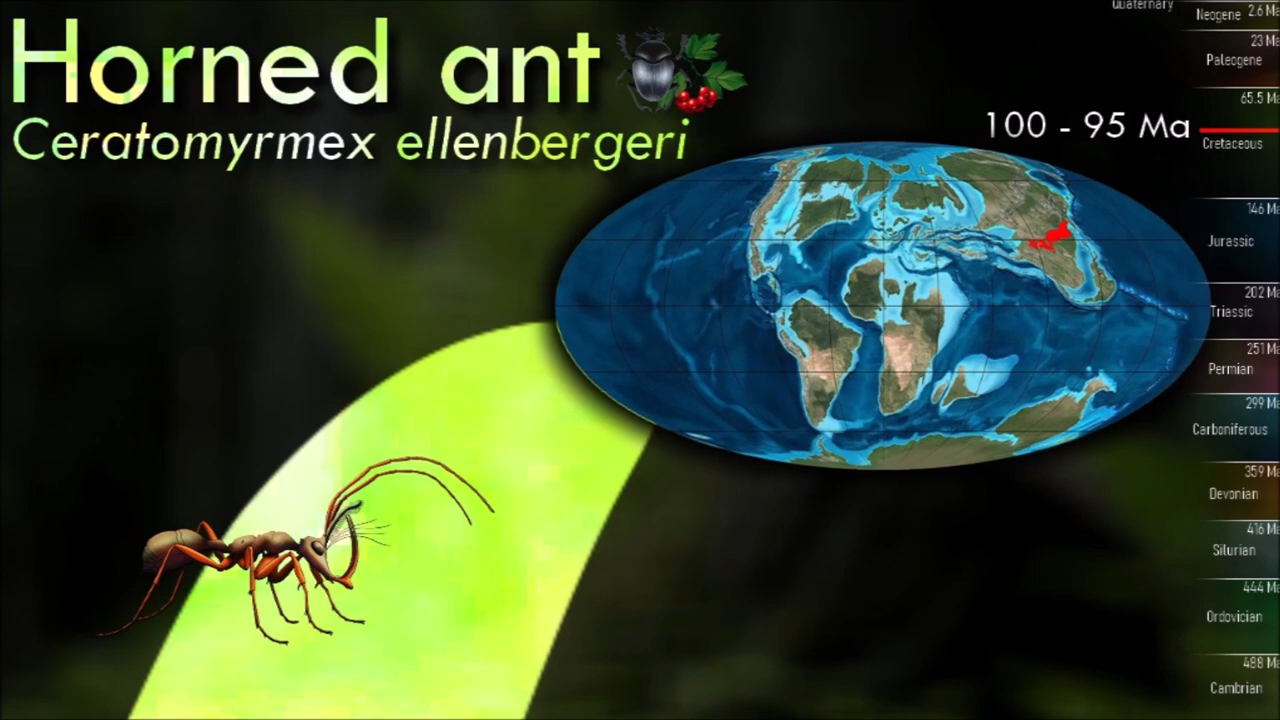 Horned ant
Ceratomyrmex ellenbergeri
100 - 95 Ma
quaternary
Neogene 2.6 Ma
23 Ma
Paleogene
65.5 Ma
Cretaceous
146 Ma
Jurassic
202 Ma
Triassic
251 Ma
Permian
299 Ma
Carboniferous
359 Ma
Devonian
416 Ma
Silurian
444 Ma
Ordovician
488 Ma
Cambrian